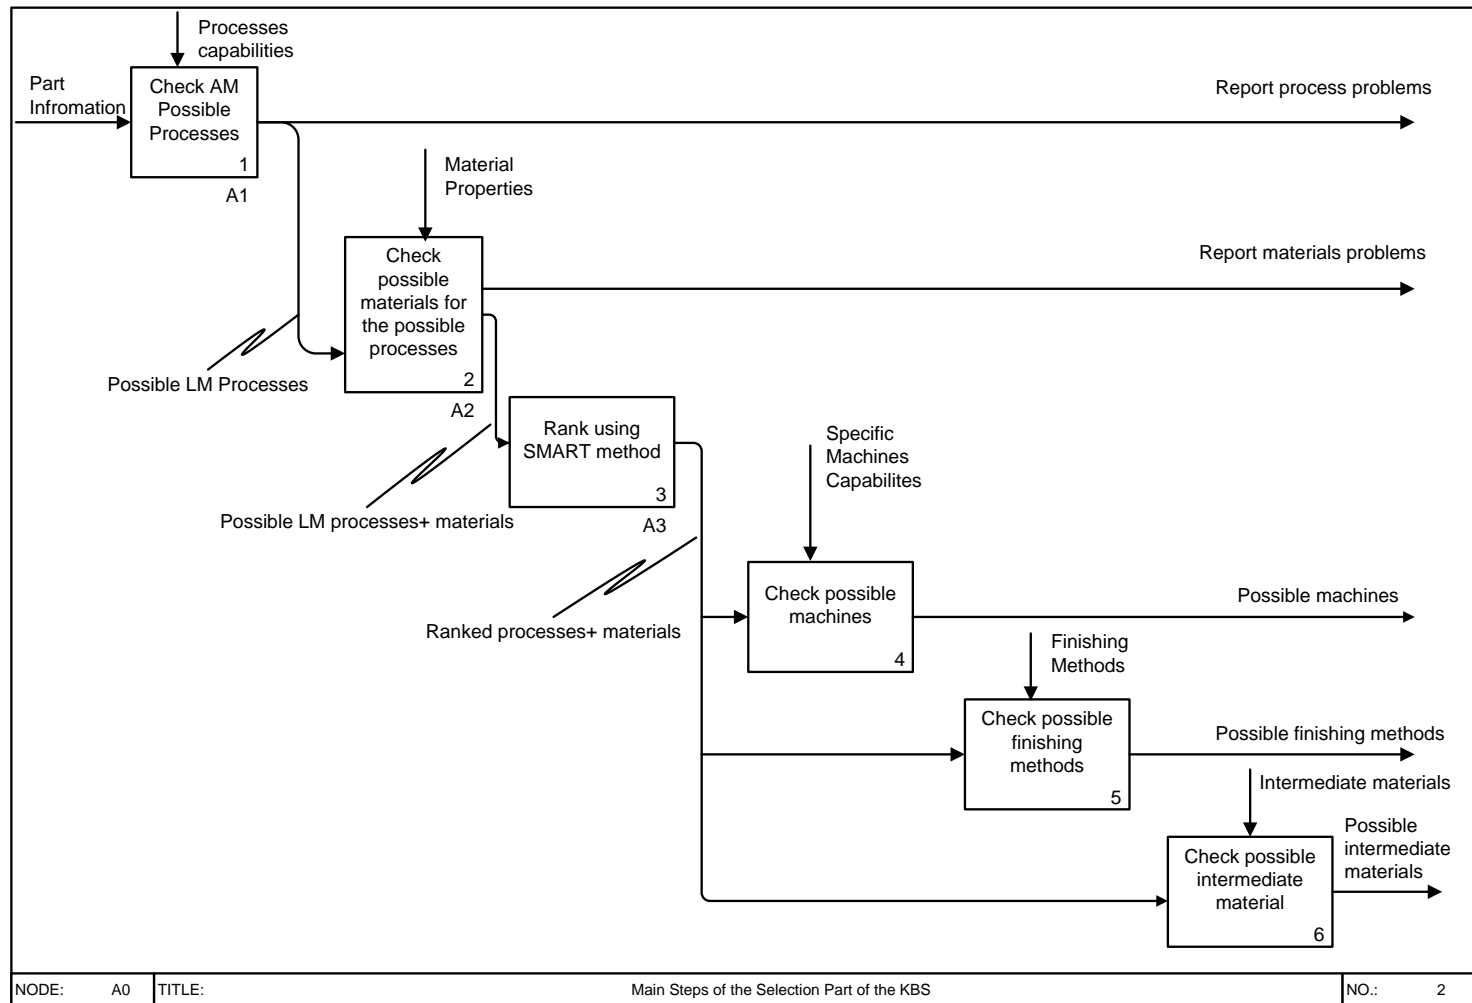 Processes
capabilities
Part
Infromation
Check AM
Possible
Processes
1
A1
Report process problems
Material
Properties
Check
possible
materials for
the possible
processes
2
A2
Report materials problems
Possible LM Processes
Rank using
SMART method
3
A3
Possible LM processes+ materials
Specific
Machines
Capabilites
Ranked processes+ materials
Check possible
machines
4
Possible machines
Finishing
Methods
Check possible
finishing
methods
5
Possible finishing methods
Intermediate materials
Check possible
intermediate
material
6
Possible
intermediate
materials
NODE: A0 TITLE: Main Steps of the Selection Part of the KBS NO.: 2